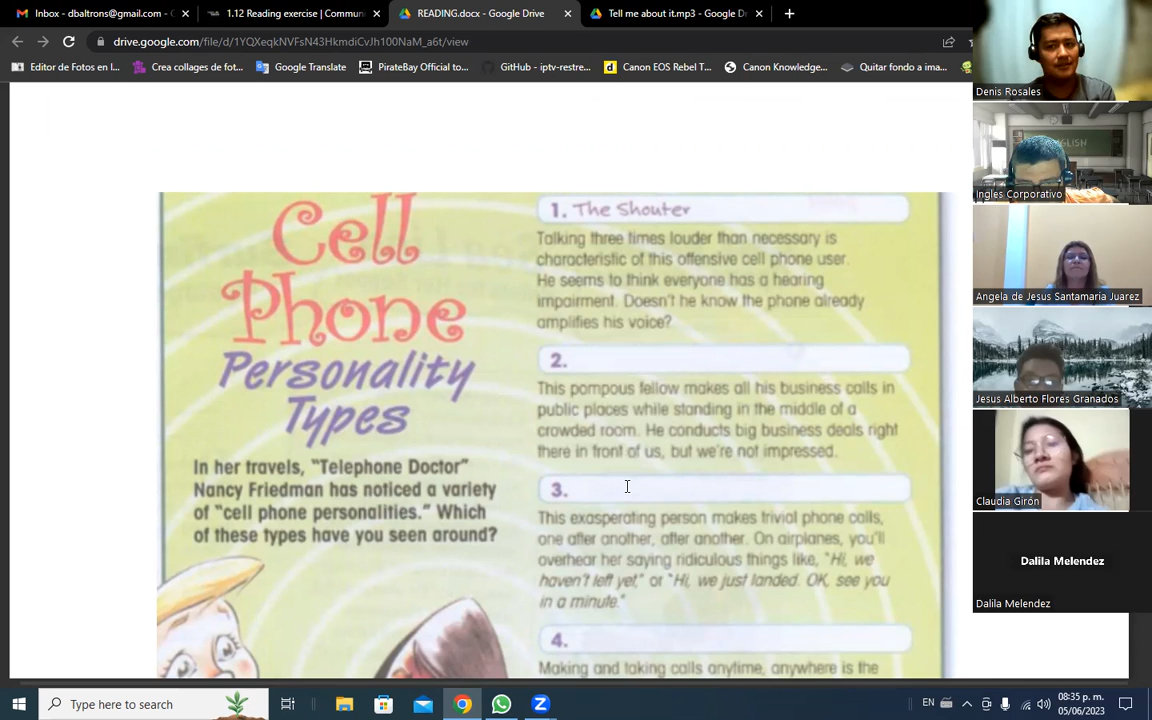 Inbox - dbaltrons@gmail.com - G
1.12 Reading exercise | Commun
READING.docx - Google Drive
Tell me about it.mp3 - Google D
drive.google.com/file/d/1YQXeqkNVFsN43HkmdiCvJh100NaM_a6t/view
Editor de Fotos en l...
Crea collages de fot...
Google Translate
PirateBay Official to...
GitHub - iptv-restre...
Canon EOS Rebel T...
Canon Knowledge...
Quitar fondo a ima...
Cell
Phone
Personality
Types
In her travels, "Telephone Doctor"
Nancy Friedman has noticed a variety
of "cell phone personalities." Which
of these types have you seen around?
1. The Shouter
Talking three times louder than necessary is
characteristic of this offensive cell phone user.
He seems to think everyone has a hearing
impairment. Doesn't he know the phone already
amplifies his voice?
2.
This pompous fellow makes all his business calls in
public places while standing in the middle of a
crowded room. He conducts big business deals right
there in front of us, but we're not impressed.
3.
This exasperating person makes trivial phone calls,
one after another, after another. On airplanes, you'll
overhear her saying ridiculous things like, "Hi, we
haven't left yet," or "Hi, we just landed. OK, see you
in a minute."
4.
Making and taking calls anytime, anywhere is the
Denis Rosales
ENGLISH
Ingles Corporativo
Angela de Jesus Santamaria Juarez
Jesus Alberto Flores Granados
Claudia Girón
Dalila Melendez
Dalila Melendez
Type here to search
EN
08:35 p. m.
05/06/2023